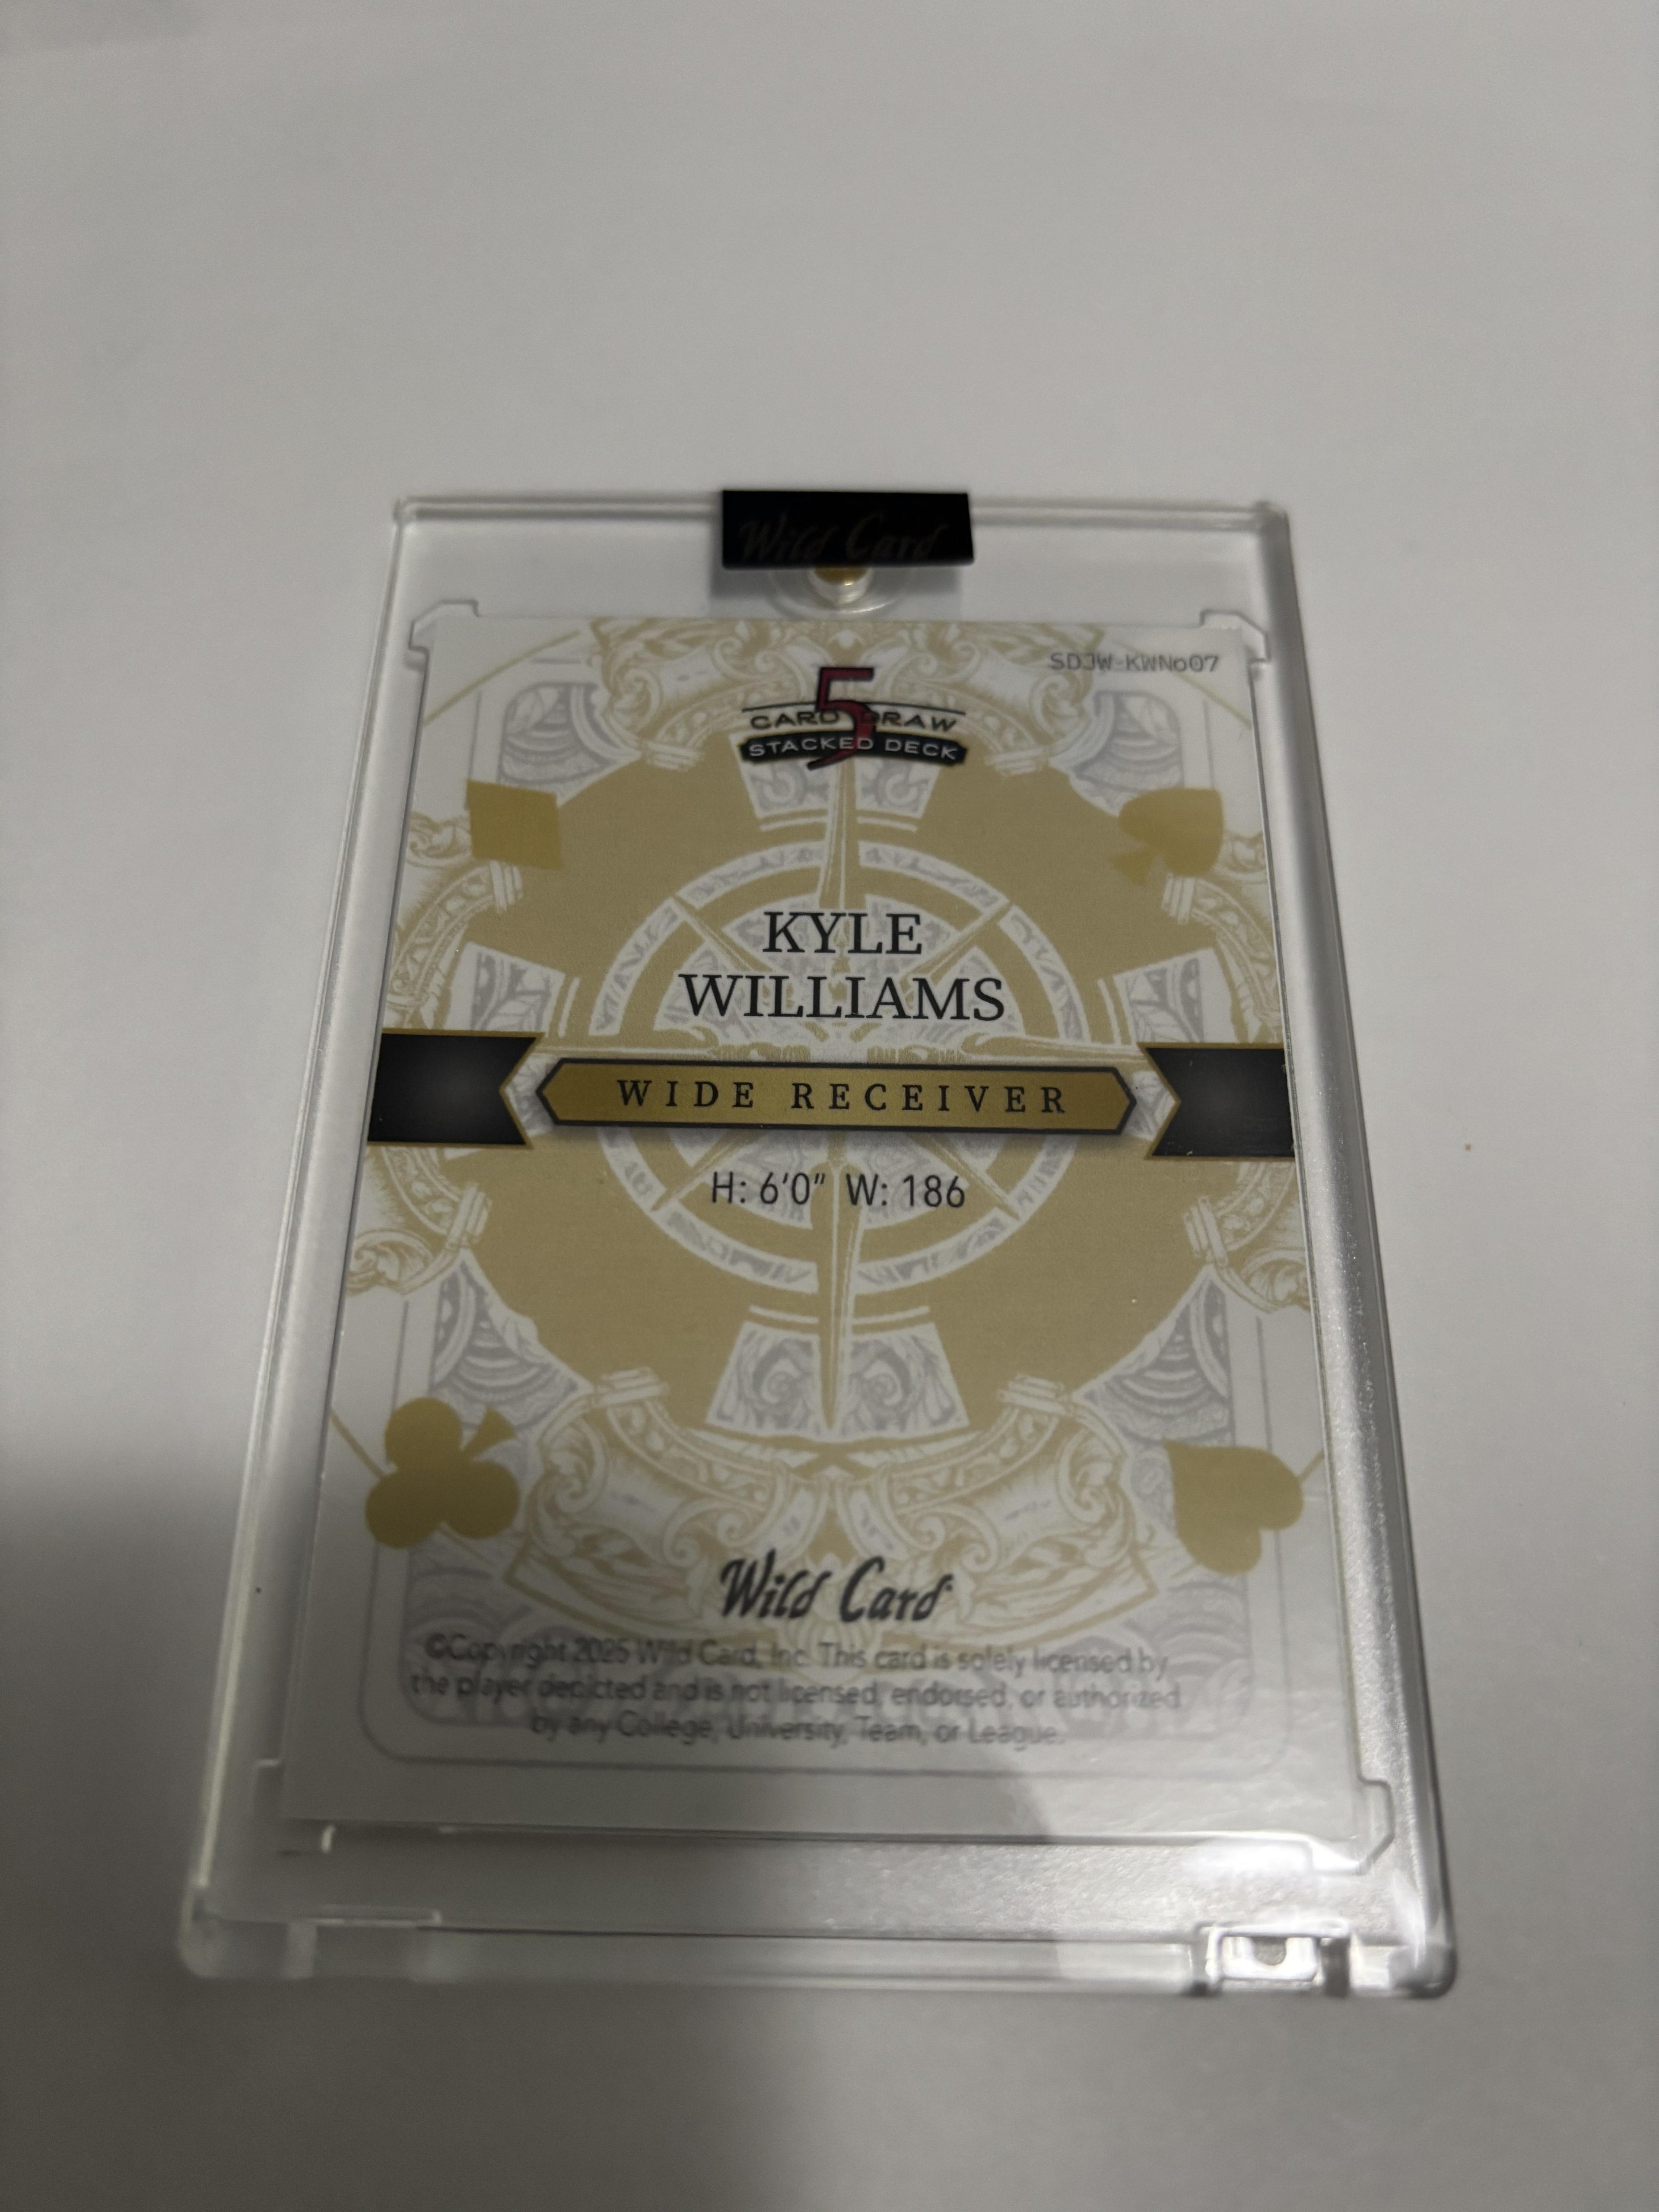 Wild Card
SDJW-KWNo07
5
CARD DRAW
STACKED DECK
KYLE
WILLIAMS
WIDE RECEIVER
H: 6'0" W: 186
Wild Card
©Copyright 2025 Wild Card, Inc. This card is solely licensed by
the player depicted and is not licensed, endorsed, or authorized
by any College, University, Team, or League.